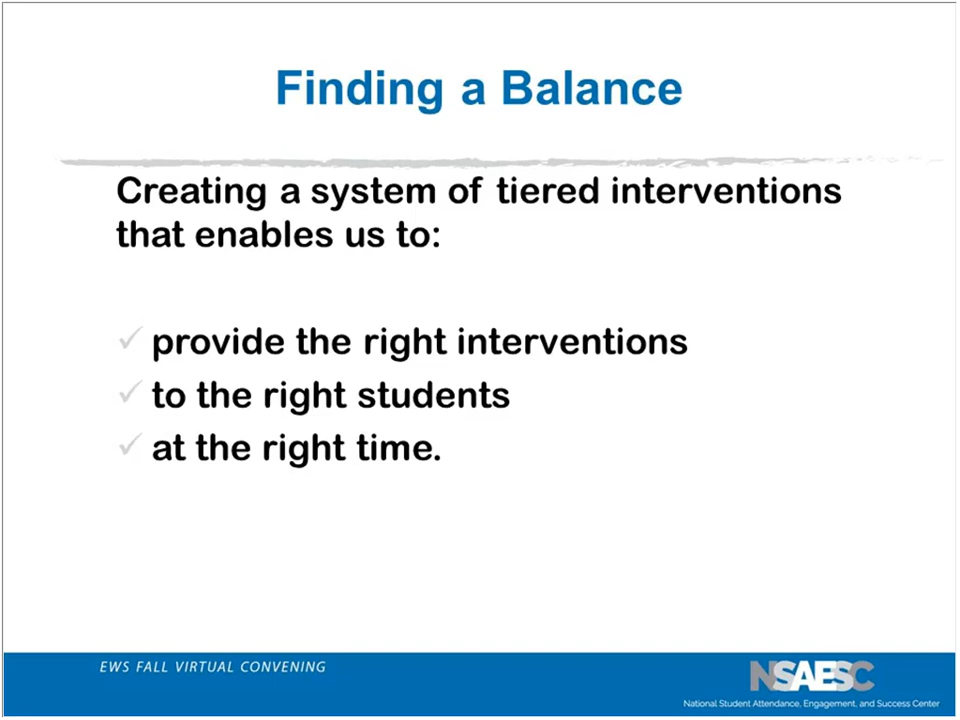 Finding a Balance
Creating a system of tiered interventions
that enables us to:
provide the right interventions
to the right students
at the right time.
EWS FALL VIRTUAL CONVENING
NSAESC
National Student Attendance, Engagement, and Success Center